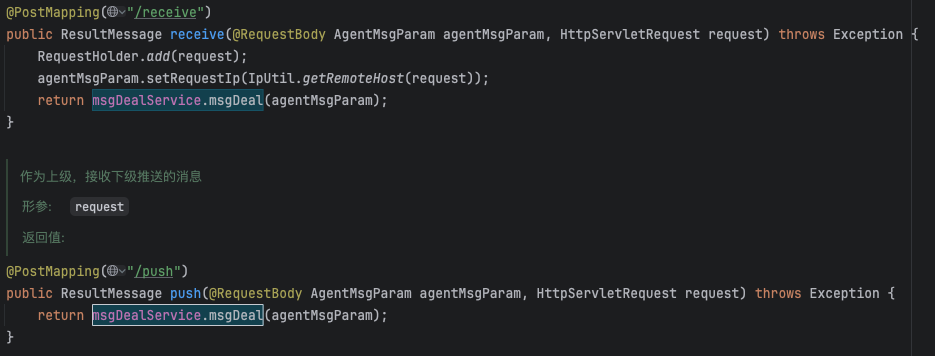 @PostMapping("/receive")
public ResultMessage receive(@RequestBody AgentMsgParam agentMsgParam, HttpServletRequest request) throws Exception {
    RequestHolder.add(request);
    agentMsgParam.setRequestIp(IpUtil.getRemoteHost(request));
    return msgDealService.msgDeal(agentMsgParam);
}
作为上级，接收下级推送的消息
形参: request
返回值:
@PostMapping("/push")
public ResultMessage push(@RequestBody AgentMsgParam agentMsgParam, HttpServletRequest request) throws Exception {
    return msgDealService.msgDeal(agentMsgParam);
}